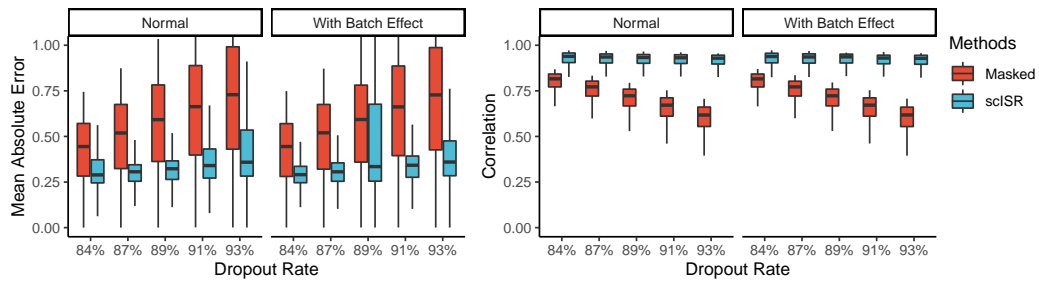 Normal
With Batch Effect
Mean Absolute Error
1.00
0.75
0.50
0.25
0.00
84% 87% 89% 91% 93%
84% 87% 89% 91% 93%
Dropout Rate
Normal
With Batch Effect
Correlation
1.00
0.75
0.50
0.25
0.00
84% 87% 89% 91% 93%
84% 87% 89% 91% 93%
Dropout Rate
Methods
Masked
scISR